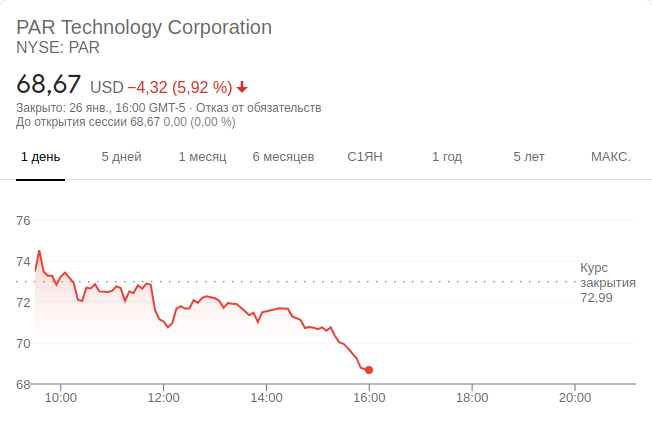 PAR Technology Corporation
NYSE: PAR
68,67 USD −4,32 (5,92 %)
Закрыто: 26 янв., 16:00 GMT-5 · Отказ от обязательств
До открытия сессии 68,67 0,00 (0,00 %)
1 день 5 дней 1 месяц 6 месяцев С1ЯН 1 год 5 лет МАКС.
76
74
Курс
закрытия
72,99
72
70
68
10:00 12:00 14:00 16:00 18:00 20:00